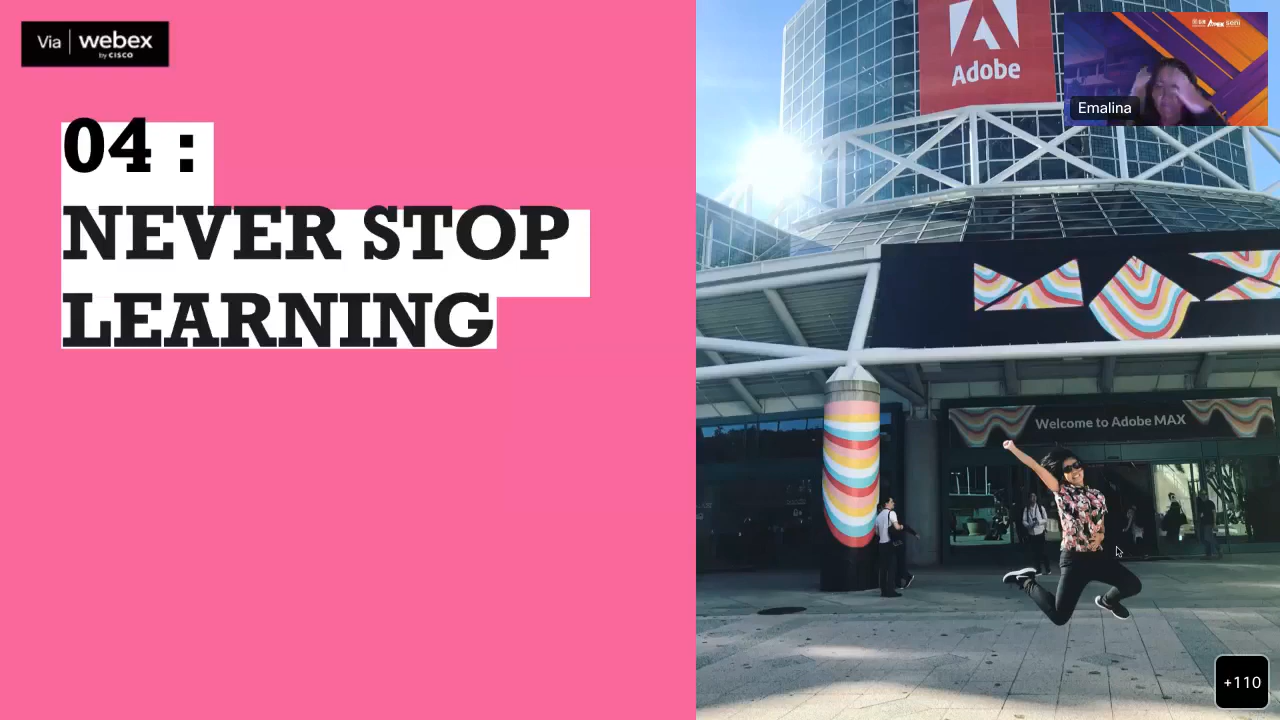 Via | webex
by CISCO
04 :
NEVER STOP
LEARNING
Adobe
Emalina
Welcome to Adobe MAX
+110